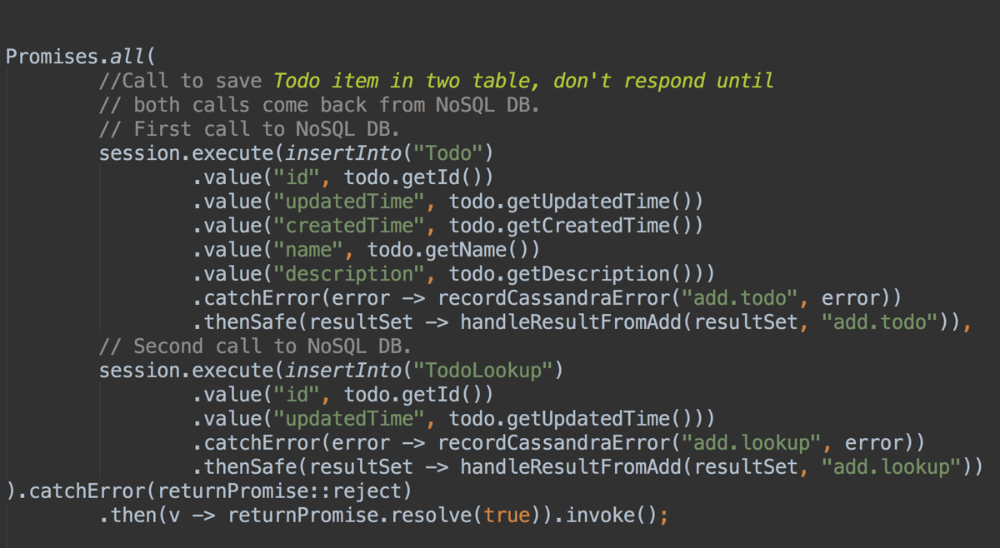 Promises.all(
        //Call to save Todo item in two table, don't respond until
        // both calls come back from NoSQL DB.
        // First call to NoSQL DB.
        session.execute(insertInto("Todo")
                .value("id", todo.getId())
                .value("updatedTime", todo.getUpdatedTime())
                .value("createdTime", todo.getCreatedTime())
                .value("name", todo.getName())
                .value("description", todo.getDescription()))
                .catchError(error -> recordCassandraError("add.todo", error))
                .thenSafe(resultSet -> handleResultFromAdd(resultSet, "add.todo")),
        // Second call to NoSQL DB.
        session.execute(insertInto("TodoLookup")
                .value("id", todo.getId())
                .value("updatedTime", todo.getUpdatedTime()))
                .catchError(error -> recordCassandraError("add.lookup", error))
                .thenSafe(resultSet -> handleResultFromAdd(resultSet, "add.lookup"))
).catchError(returnPromise::reject)
        .then(v -> returnPromise.resolve(true)).invoke();